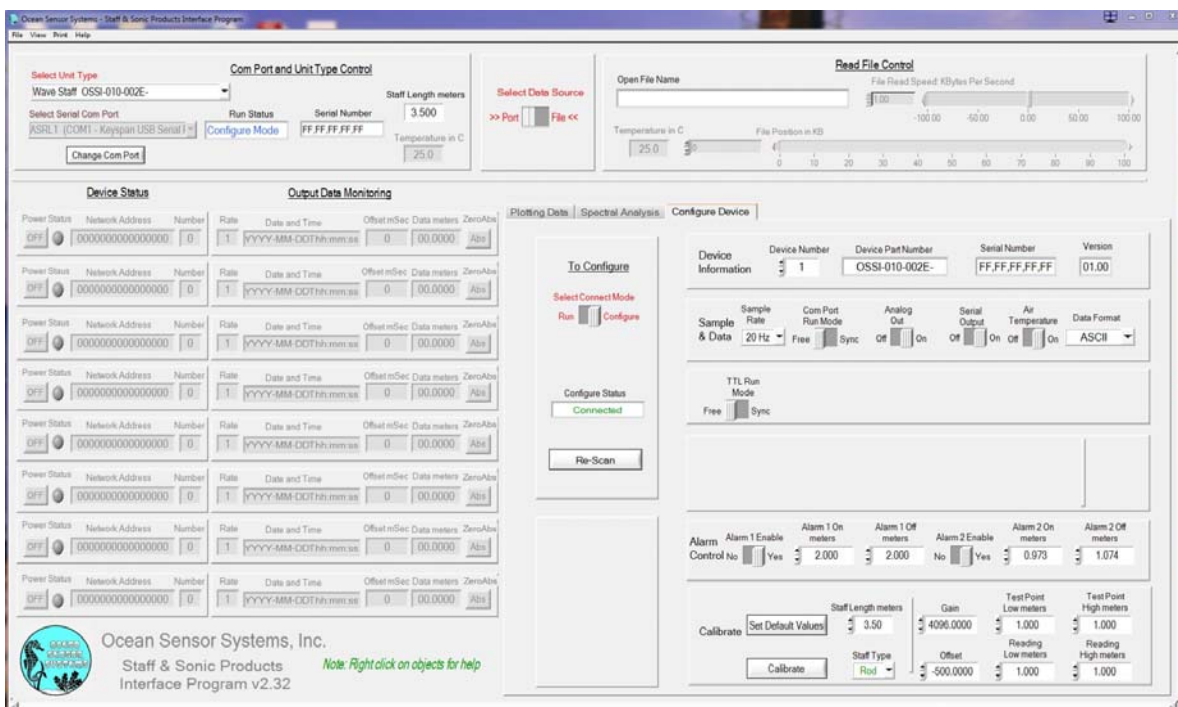 Ocean Sensor Systems - Staff & Sonic Products Interface Program
File View Print Help
Com Port and Unit Type Control
Select Unit Type
Wave Staff OSSI-010-002E-
Staff Length meters
3.500
Select Serial Com Port
Run Status
Serial Number
ASRL1 (COM1 - Keyspan USB Serial
Configure Mode
FF,FF,FF,FF,FF
Temperature in C
25.0
Change Com Port
Select Data Source
>> Port File <<
Read File Control
Open File Name
File Read Speed: KBytes Per Second
1.00
-100.00 -50.00 0.00 50.00 100.00
Temperature in C
25.0
File Position in KB
0 10 20 30 40 50 60 70 80 90 100
Device Status
Output Data Monitoring
Power Status Network Address Number Rate Date and Time Offset mSec Data meters ZeroAbs
OFF 0000000000000000 0 1 YYYY-MM-DDThh:mm:ss 0 00.0000 Abs
Power Staus Network Address Number Rate Date and Time Offset mSec Data meters ZeroAbs
OFF 0000000000000000 0 1 YYYY-MM-DDThh:mm:ss 0 00.0000 Abs
Power Staus Network Address Number Rate Date and Time Offset mSec Data meters ZeroAbs
OFF 0000000000000000 0 1 YYYY-MM-DDThh:mm:ss 0 00.0000 Abs
Power Status Network Address Number Rate Date and Time Offset mSec Data meters ZeroAbs
OFF 0000000000000000 0 1 YYYY-MM-DDThh:mm:ss 0 00.0000 Abs
Power Status Network Address Number Rate Date and Time Offset mSec Data meters ZeroAbs
OFF 0000000000000000 0 1 YYYY-MM-DDThh:mm:ss 0 00.0000 Abs
Power Status Network Address Number Rate Date and Time Offset mSec Data meters ZeroAbs
OFF 0000000000000000 0 1 YYYY-MM-DDThh:mm:ss 0 00.0000 Abs
Power Status Network Address Number Rate Date and Time Offset mSec Data meters ZeroAbs
OFF 0000000000000000 0 1 YYYY-MM-DDThh:mm:ss 0 00.0000 Abs
Power Status Network Address Number Rate Date and Time Offset mSec Data meters ZeroAbs
OFF 0000000000000000 0 1 YYYY-MM-DDThh:mm:ss 0 00.0000 Abs
OCEAN SENSOR SYSTEMS
Ocean Sensor Systems, Inc.
Staff & Sonic Products
Interface Program v2.32
Note: Right click on objects for help
Plotting Data Spectral Analysis Configure Device
To Configure
Select Connect Mode
Run Configure
Configure Status
Connected
Re-Scan
Device Information
Device Number
1
Device Part Number
OSSI-010-002E-
Serial Number
FF,FF,FF,FF,FF
Version
01.00
Sample & Data
Sample Rate
20 Hz
Com Port Run Mode
Free Sync
Analog Out
Off On
Serial Output
Off On
Air Temperature
Off On
Data Format
ASCII
TTL Run Mode
Free Sync
Alarm Control
Alarm 1 Enable
No Yes
Alarm 1 On meters
2.000
Alarm 1 Off meters
2.000
Alarm 2 Enable
No Yes
Alarm 2 On meters
0.973
Alarm 2 Off meters
1.074
Calibrate
Set Default Values
Calibrate
Staff Length meters
3.50
Staff Type
Rod
Gain
4096.0000
Offset
-500.0000
Test Point Low meters
1.000
Reading Low meters
1.000
Test Point High meters
1.000
Reading High meters
1.000